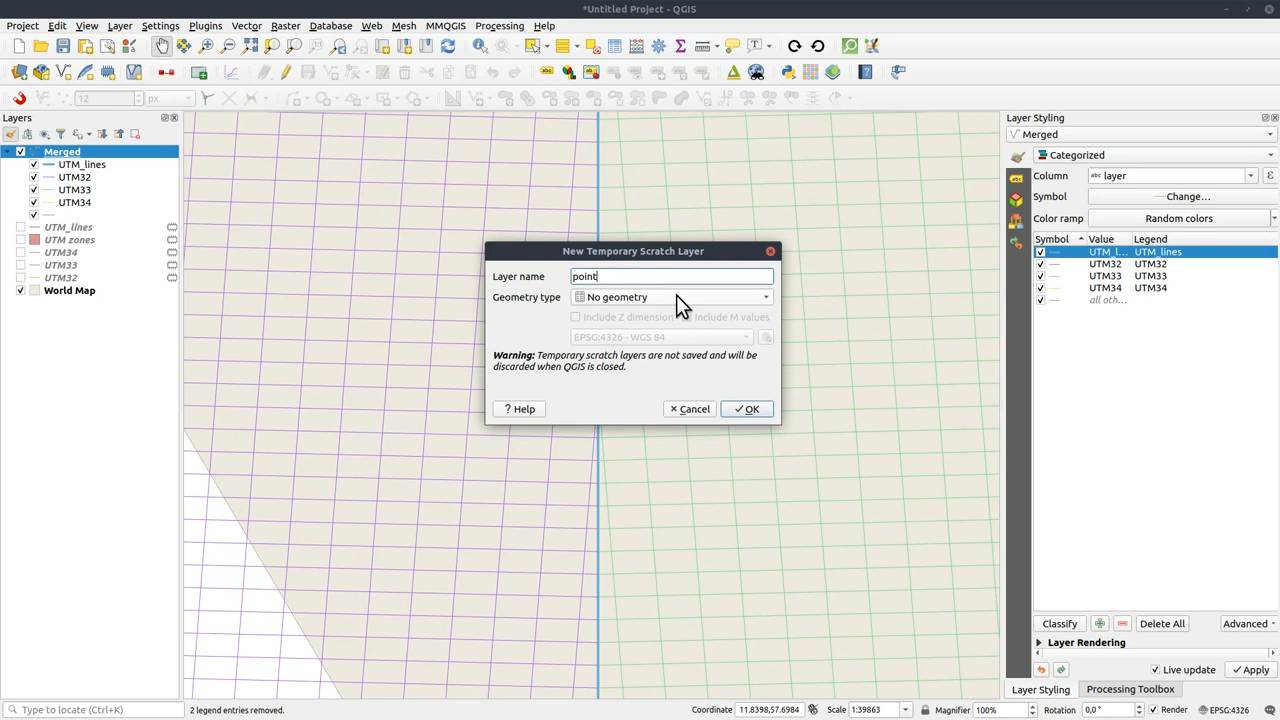 *Untitled Project - QGIS
Project Edit View Layer Settings Plugins Vector Raster Database Web Mesh MMQGIS Processing Help
12 px
Layers
Merged
UTM_lines
UTM32
UTM33
UTM34
UTM_lines
UTM zones
UTM34
UTM33
UTM32
World Map
New Temporary Scratch Layer
Layer name point
Geometry type No geometry
Include Z dimension Include M values
EPSG:4326 - WGS 84
Warning: Temporary scratch layers are not saved and will be
discarded when QGIS is closed.
? Help Cancel OK
Layer Styling
Merged
Categorized
Column abc layer ε
Symbol Change...
Color ramp Random colors
Symbol Value Legend
UTM_l... UTM_lines
UTM32 UTM32
UTM33 UTM33
UTM34 UTM34
all oth...
Classify Delete All Advanced
Layer Rendering
Live update Apply
Layer Styling Processing Toolbox
Type to locate (Ctrl+K) 2 legend entries removed. Coordinate 11.8398,57.6984 Scale 1:39863 Magnifier 100% Rotation 0,0 ° Render EPSG:4326